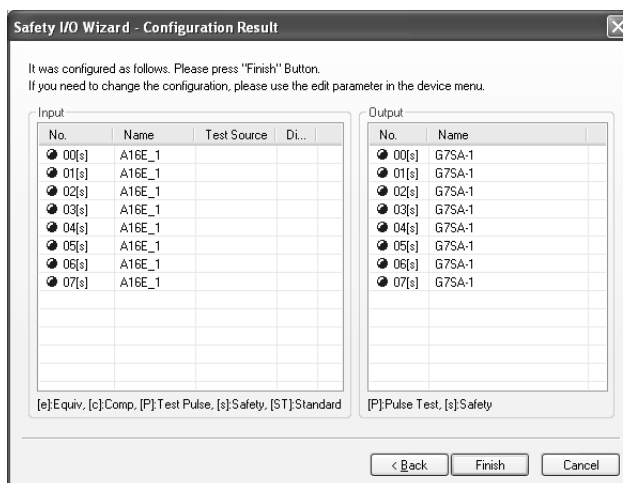 Safety I/O Wizard - Configuration Result
It was configured as follows. Please press "Finish" Button.
If you need to change the configuration, please use the edit parameter in the device menu.
Input
No. Name Test Source Di...
00[s] A16E_1
01[s] A16E_1
02[s] A16E_1
03[s] A16E_1
04[s] A16E_1
05[s] A16E_1
06[s] A16E_1
07[s] A16E_1
[e]:Equiv, [c]:Comp, [P]:Test Pulse, [s]:Safety, [ST]:Standard
Output
No. Name
00[s] G7SA-1
01[s] G7SA-1
02[s] G7SA-1
03[s] G7SA-1
04[s] G7SA-1
05[s] G7SA-1
06[s] G7SA-1
07[s] G7SA-1
[P]:Pulse Test, [s]:Safety
< Back Finish Cancel